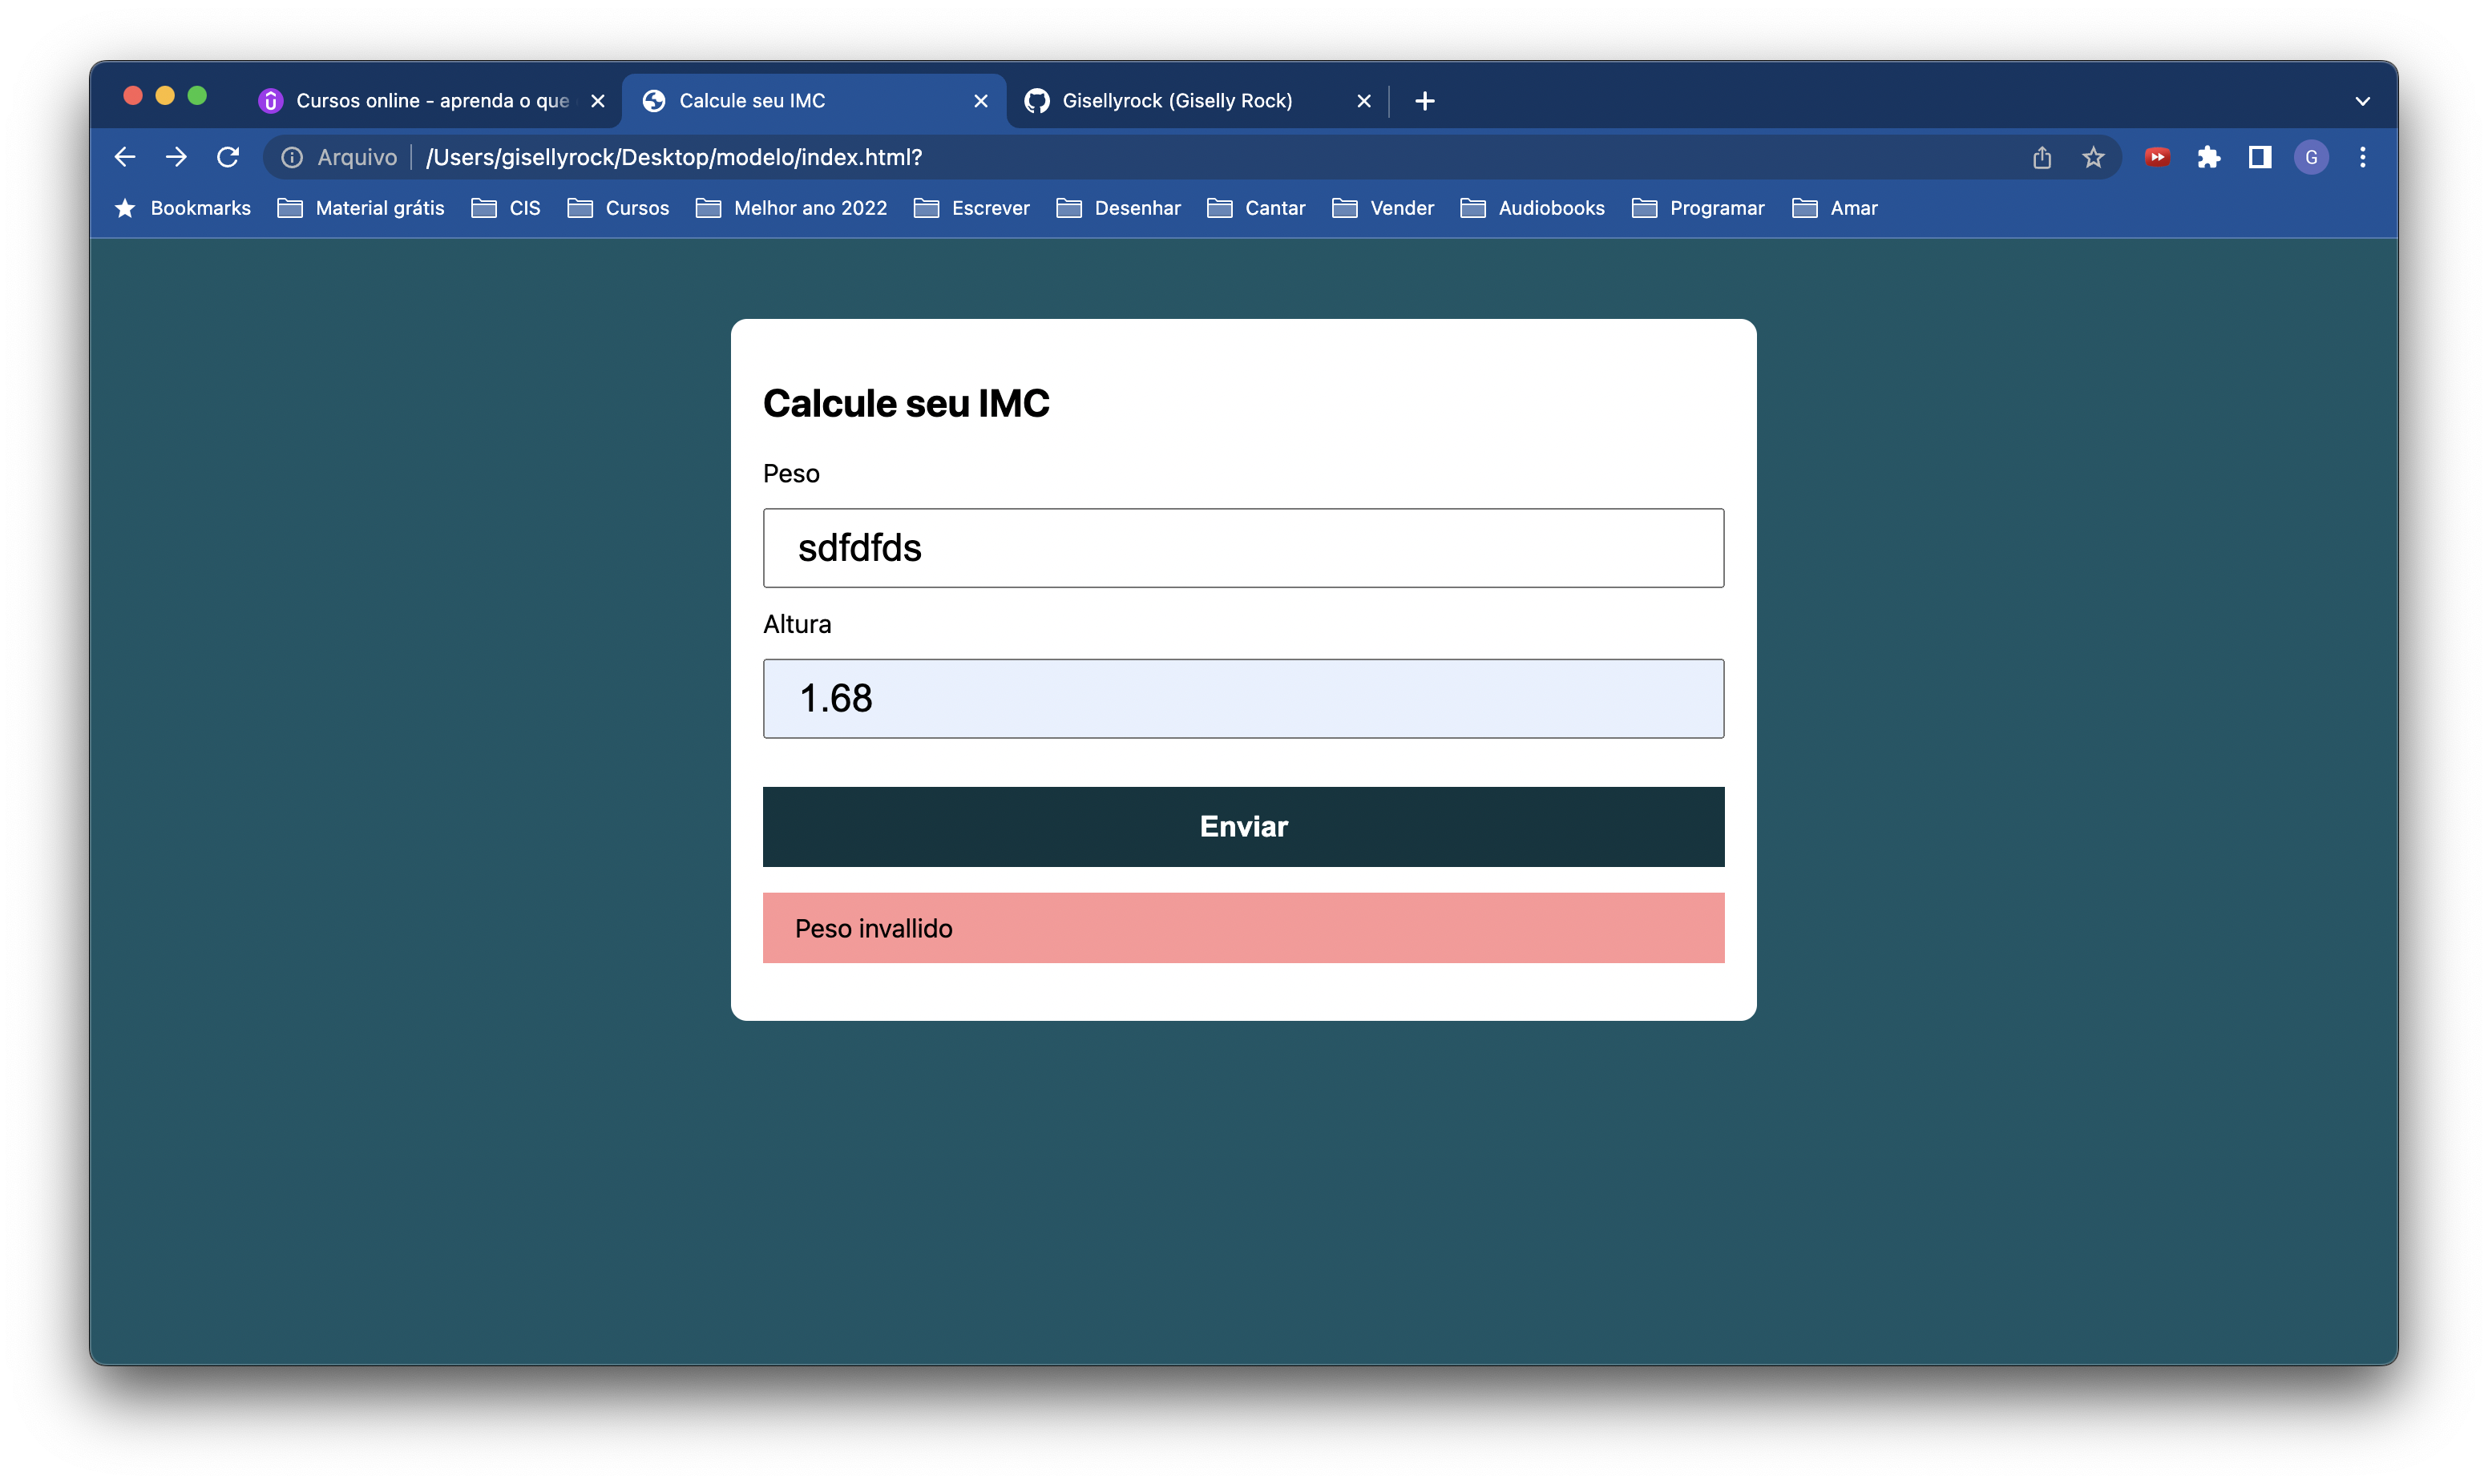 Cursos online - aprenda o que
Calcule seu IMC
Gisellyrock (Giselly Rock)
Arquivo
/Users/gisellyrock/Desktop/modelo/index.html?
G
Bookmarks
Material grátis
CIS
Cursos
Melhor ano 2022
Escrever
Desenhar
Cantar
Vender
Audiobooks
Programar
Amar
Calcule seu IMC
Peso
sdfdfds
Altura
1.68
Enviar
Peso invallido